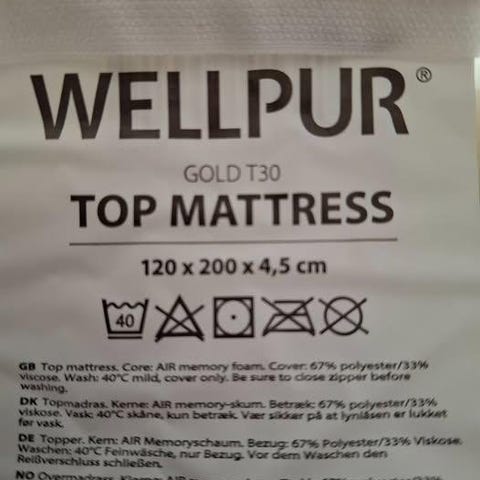 WELLPUR®
GOLD T30
TOP MATTRESS
120 x 200 x 4,5 cm
40
GB Top mattress. Core: AIR memory foam. Cover: 67% polyester/33%
viscose. Wash: 40°C mild, cover only. Be sure to close zipper before
washing.
DK Topmadras. Kerne: AIR memory-skum. Betræk: 67% polyester/33%
viskose. Vask: 40°C skåne, kun betræk. Vær sikker på at lynlåsen er lukket
før vask.
DE Topper. Kern: AIR Memoryschaum. Bezug: 67% Polyester/33% Viskose.
Waschen: 40°C Feinwäsche, nur Bezug. Vor dem Waschen den
Reißverschluss schließen.
NO Overmadrass. Kjerne: AIR